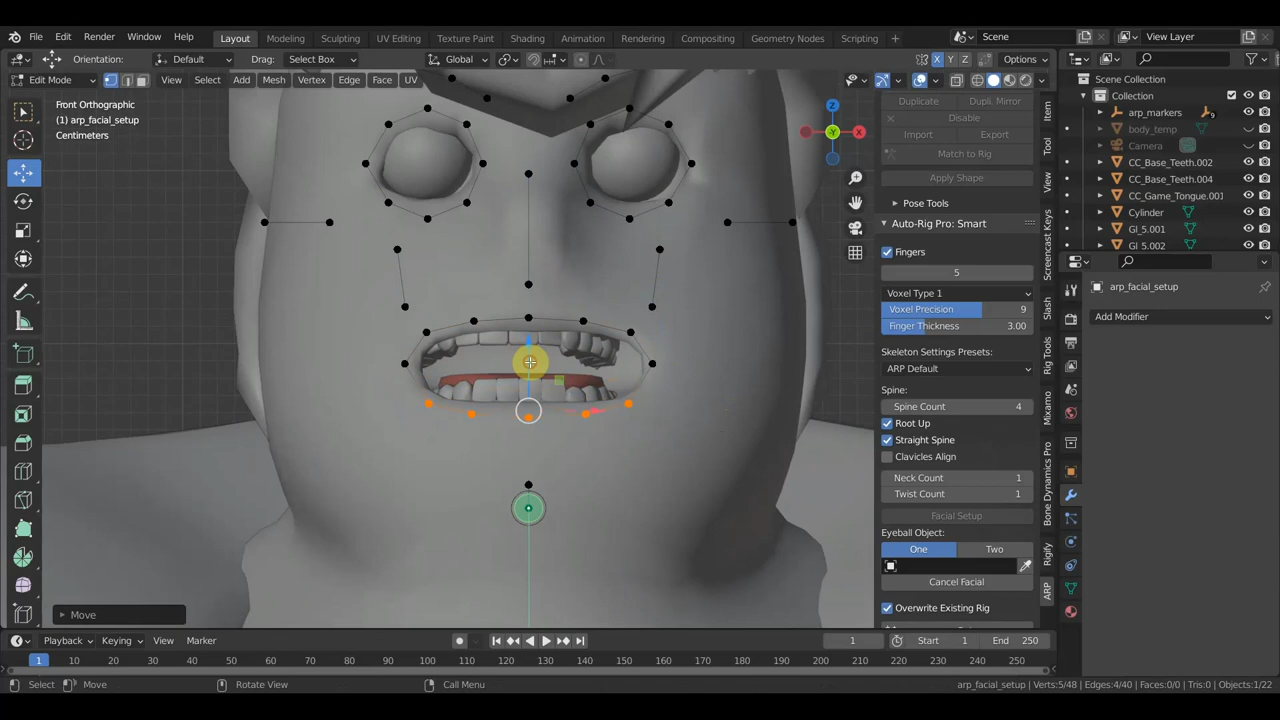 File Edit Render Window Help
Layout Modeling Sculpting UV Editing Texture Paint Shading Animation Rendering Compositing Geometry Nodes Scripting +
Scene
View Layer
Orientation: Default Drag: Select Box Global X Y Z Options
Edit Mode View Select Add Mesh Vertex Edge Face UV
Front Orthographic
(1) arp_facial_setup
Centimeters
Z
Y
X
Duplicate Dupli. Mirror
Disable
Import Export
Match to Rig
Apply Shape
Pose Tools
Auto-Rig Pro: Smart
Fingers
5
Voxel Type 1
Voxel Precision 9
Finger Thickness 3.00
Skeleton Settings Presets:
ARP Default
Spine:
Spine Count 4
Root Up
Straight Spine
Clavicles Align
Neck Count 1
Twist Count 1
Facial Setup
Eyeball Object:
One Two
Cancel Facial
Overwrite Existing Rig
Item
Tool
View
Screencast Keys
Slash
Rig Tools
Mixamo
Bone Dynamics Pro
Rigify
ARP
Scene Collection
Collection
arp_markers 9
body_temp
Camera
CC_Base_Teeth.002
CC_Base_Teeth.004
CC_Game_Tongue.001
Cylinder
GI_5.001
GI_5.002
arp_facial_setup
Add Modifier
Move
Playback Keying View Marker 1 Start 1 End 250
1 10 20 30 40 50 60 70 80 90 100 110 120 130 140 150 160 170 180 190 200 210 220 230 240 250
Select Move Rotate View Call Menu
arp_facial_setup | Verts:5/48 | Edges:4/40 | Faces:0/0 | Tris:0 | Objects:1/22